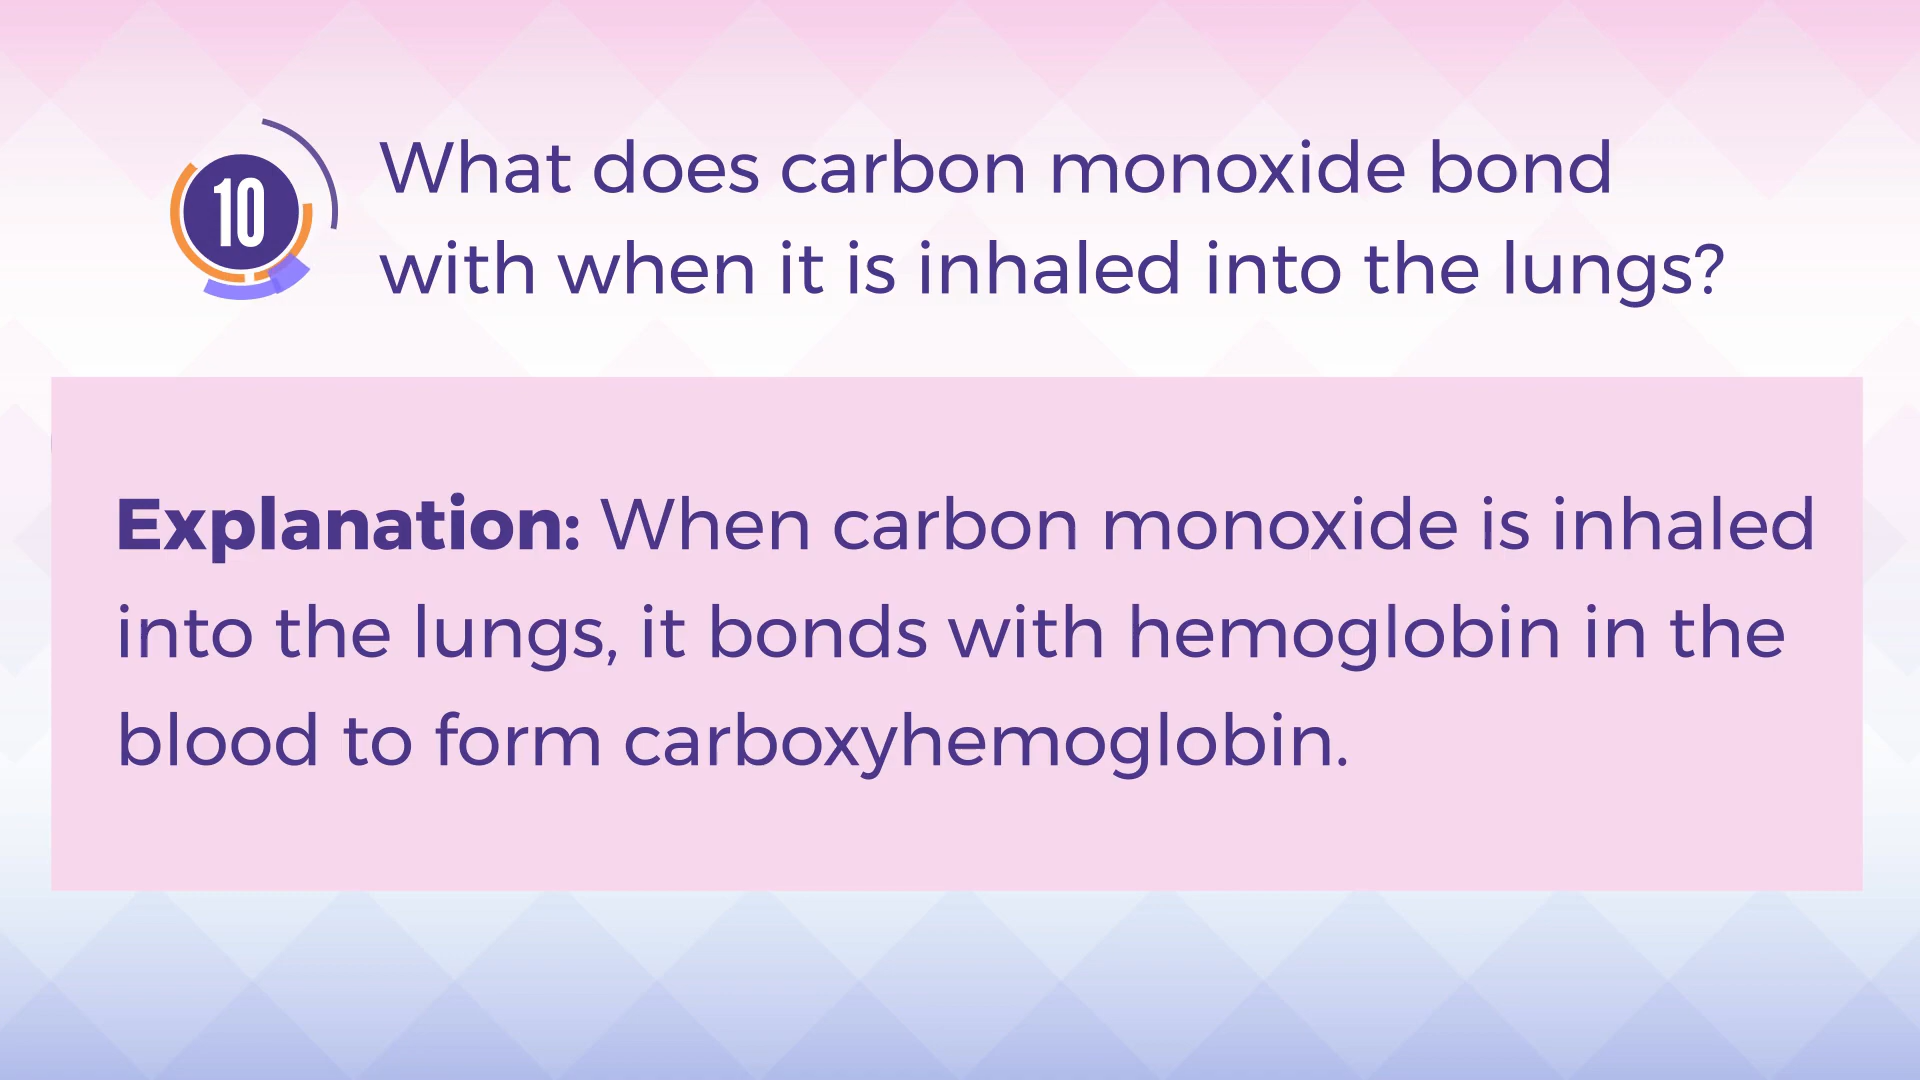 10
What does carbon monoxide bond
with when it is inhaled into the lungs?
Explanation: When carbon monoxide is inhaled
into the lungs, it bonds with hemoglobin in the
blood to form carboxyhemoglobin.